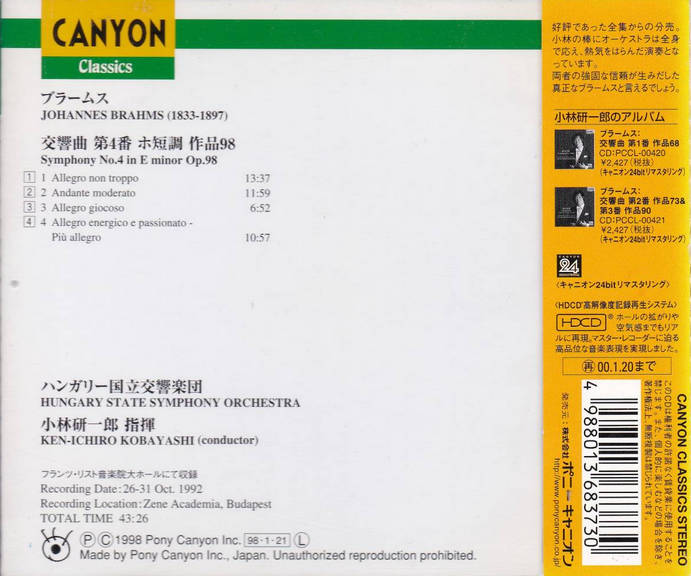 CANYON
Classics
ブラームス
JOHANNES BRAHMS (1833-1897)
交響曲 第4番 ホ短調 作品98
Symphony No.4 in E minor Op.98
1 1 Allegro non troppo 13:37
2 2 Andante moderato 11:59
3 3 Allegro giocoso 6:52
4 4 Allegro energico e passionato -
Più allegro 10:57
ハンガリー国立交響楽団
HUNGARY STATE SYMPHONY ORCHESTRA
小林研一郎 指揮
KEN-ICHIRO KOBAYASHI (conductor)
フランツ・リスト音楽院大ホールにて収録
Recording Date:26-31 Oct. 1992
Recording Location:Zene Academia, Budapest
TOTAL TIME 43:26
Ⓟ Ⓒ 1998 Pony Canyon Inc. 98・1・21 Ⓛ
Made by Pony Canyon Inc., Japan. Unauthorized reproduction prohibited.
好評であった全集からの分売。
小林の棒にオーケストラは全身
で応え、熱気をはらんだ演奏とな
っています。
両者の強固な信頼が生みだした
真正なブラームスと言えるでしょう。
小林研一郎のアルバム
ブラームス:
交響曲 第1番 作品68
CD:PCCL-00420
¥2,427(税抜)
(キャニオン24bitリマスタリング)
ブラームス:
交響曲 第2番 作品73&
第3番 作品90
CD:PCCL-00421
¥2,427(税抜)
(キャニオン24bitリマスタリング)
CANYON
24
〈キャニオン24bitリマスタリング〉
〈HDCD®高解像度記録再生システム〉
HDCD® ホールの拡がりや
空気感までもリア
ルに再現。マスター・レコーダーに迫る
高品位な音楽表現を実現しました。
再 00.1.20まで
CANYON CLASSICS STEREO
このCDは権利者の許諾なく賃貸業に使用することを
禁じます。また、個人的に楽しむなどの場合を除き、
著作権法上、無断複製は禁じられています。
4 988013 683730
発売元:株式会社ポニーキャニオン
http://www.ponycanyon.co.jp/